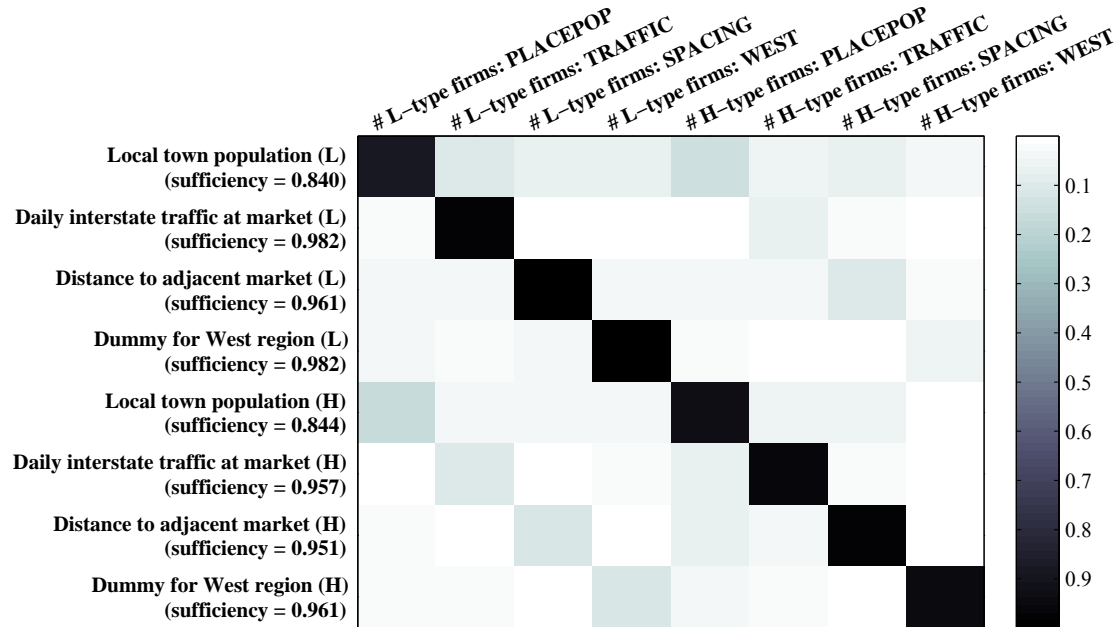 # L−type firms: PLACEPOP
# L−type firms: TRAFFIC
# L−type firms: SPACING
# L−type firms: WEST
# H−type firms: PLACEPOP
# H−type firms: TRAFFIC
# H−type firms: SPACING
# H−type firms: WEST
Local town population (L)
(sufficiency = 0.840)
Daily interstate traffic at market (L)
(sufficiency = 0.982)
Distance to adjacent market (L)
(sufficiency = 0.961)
Dummy for West region (L)
(sufficiency = 0.982)
Local town population (H)
(sufficiency = 0.844)
Daily interstate traffic at market (H)
(sufficiency = 0.957)
Distance to adjacent market (H)
(sufficiency = 0.951)
Dummy for West region (H)
(sufficiency = 0.961)
0.1
0.2
0.3
0.4
0.5
0.6
0.7
0.8
0.9